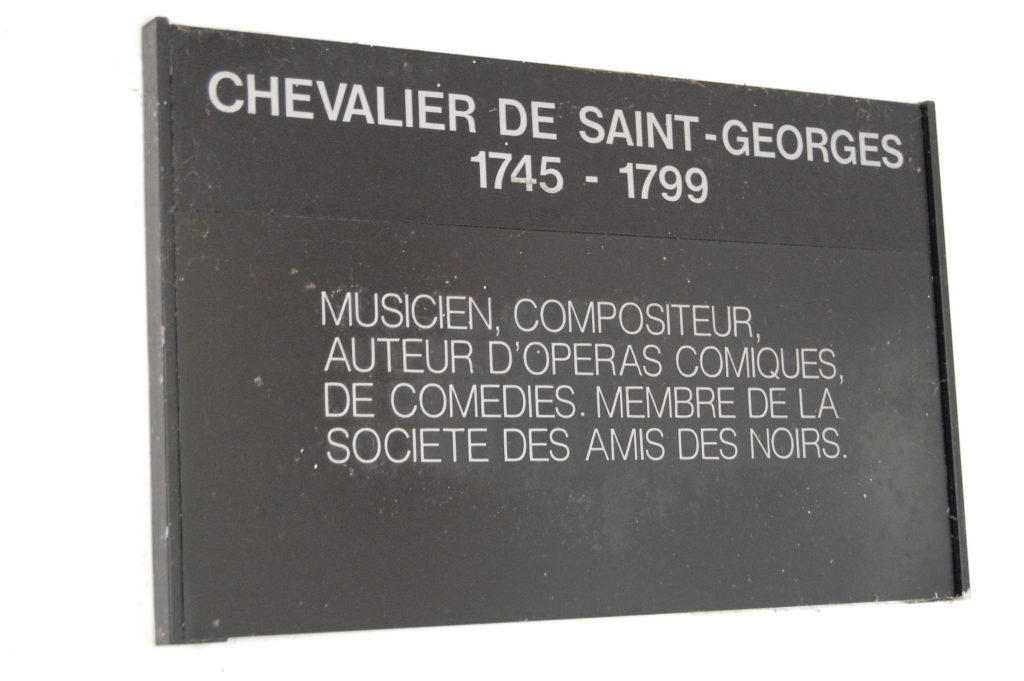 CHEVALIER DE SAINT-GEORGES
1745 - 1799
MUSICIEN, COMPOSITEUR,
AUTEUR D'OPERAS COMIQUES,
DE COMEDIES. MEMBRE DE LA
SOCIETE DES AMIS DES NOIRS.